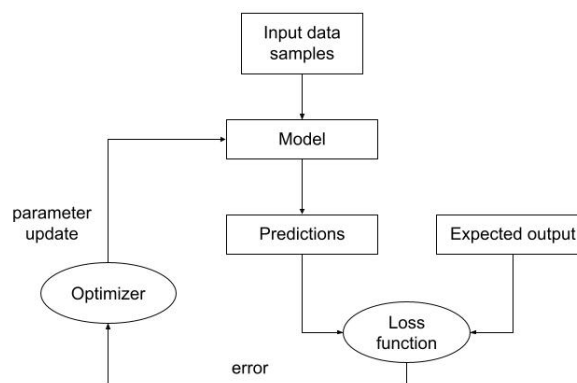 Input data
samples
Model
parameter
update
Predictions
Expected output
Optimizer
Loss
function
error